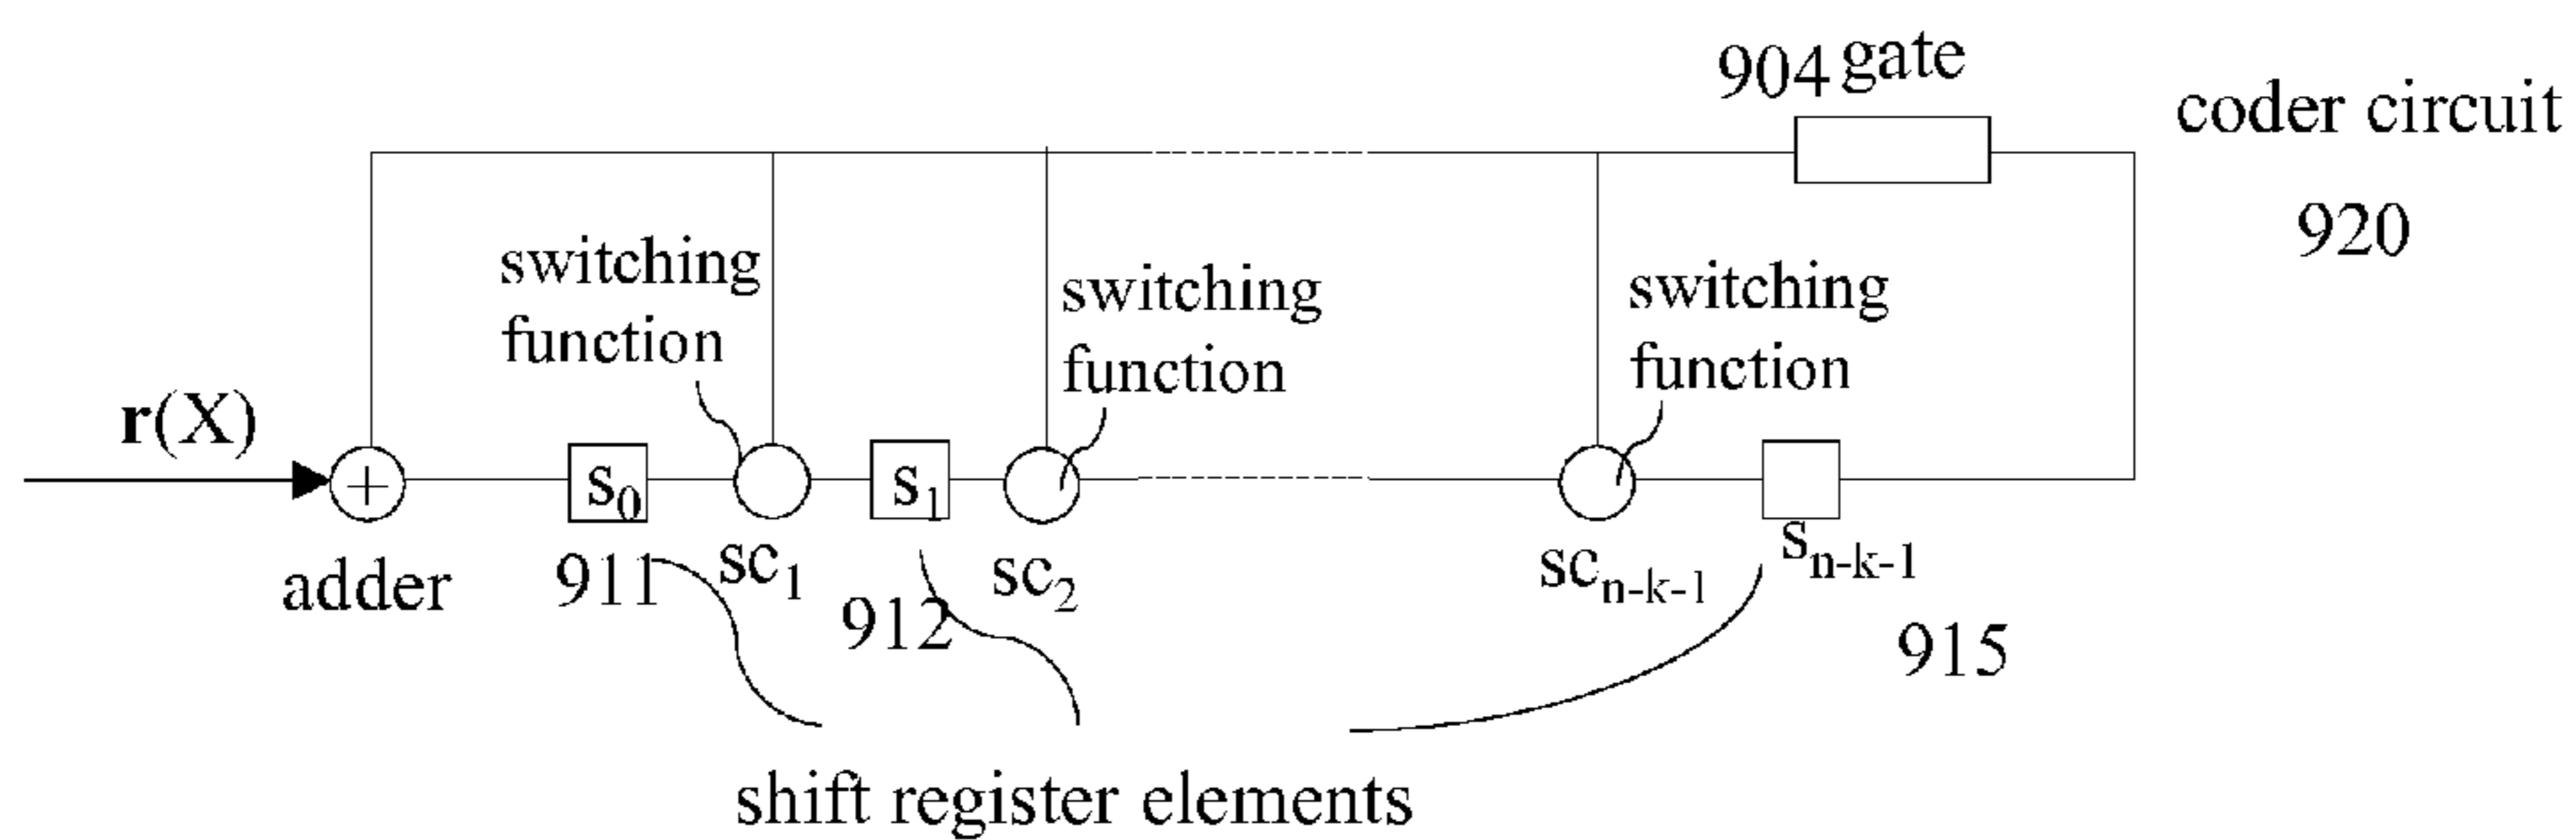 904 gate
coder circuit
920
switching
function
switching
function
switching
function
r(X)
+
s0
s1
adder
911
sc1
912
sc2
scn-k-1
sn-k-1
915
shift register elements